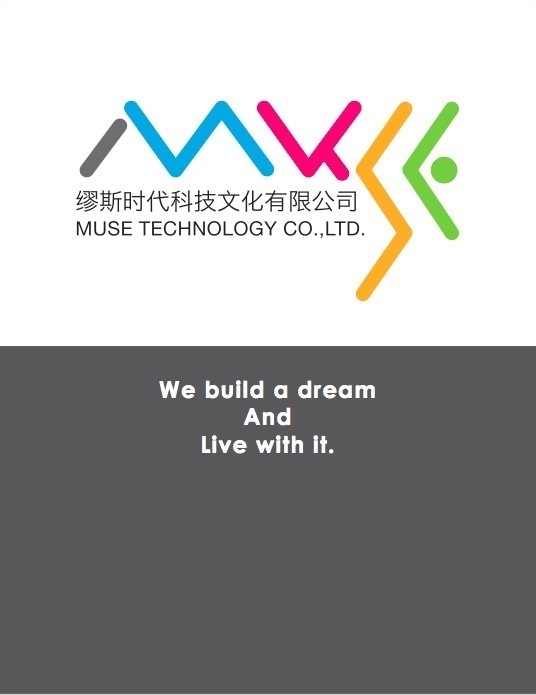 MUSE
缪斯时代科技文化有限公司
MUSE TECHNOLOGY CO.,LTD.
We build a dream
And
Live with it.